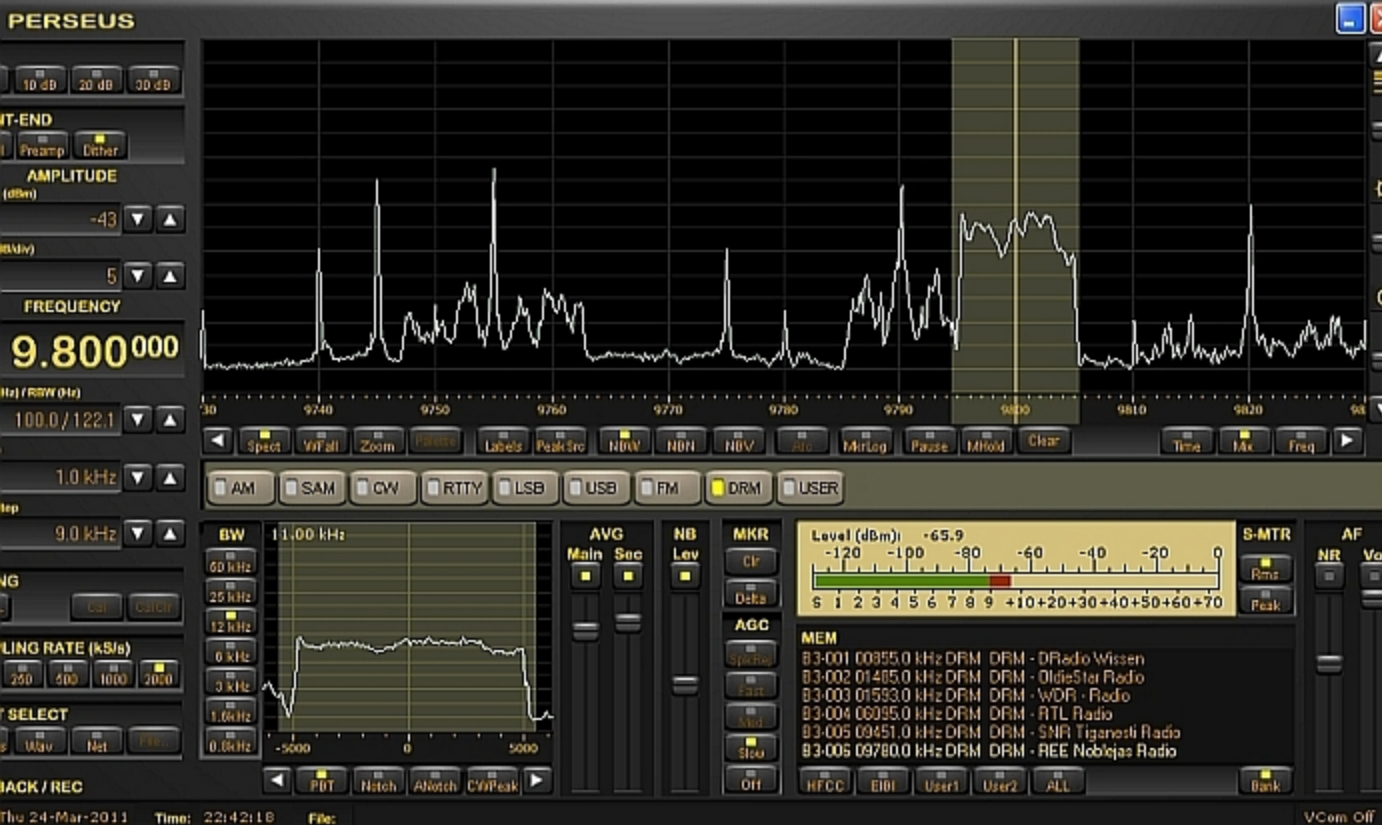 PERSEUS
10 dB 20 dB 30 dB
NT-END
Preamp Dither
AMPLITUDE
(dBm)
-43
dB/div)
5
FREQUENCY
9.800000
Hz) / RBW (Hz)
100.0 / 122.1
1.0 kHz
tep
9.0 kHz
NG
Cal CalClr
LING RATE (kS/s)
250 500 1000 2000
T SELECT
Wav Net
BACK / REC
Thu 24-Mar-2011 Time: 22:42:18 File:
'30 9740 9750 9760 9770 9780 9790 9800 9810 9820 98
Spect WFall Zoom Palette Labels PeakSrc NBW NBN NBV Afc MkrLog Pause MHold Clear Time Mix Freq
AM SAM CW RTTY LSB USB FM DRM USER
BW
50 kHz
25 kHz
12 kHz
6 kHz
3 kHz
1.6kHz
0.8kHz
11.00 kHz
-5000 0 5000
PBT Notch ANotch CWPeak
AVG
Main Sec
NB
Lev
MKR
Clr
Delta
AGC
Fast
Med
Slow
Off
Level (dBm): -65.9
-120 -100 -80 -60 -40 -20 0
S 1 2 3 4 5 6 7 8 9 +10+20+30+40+50+60+70
S-MTR
Rms
Peak
AF
NR Vo
MEM
B3-001 00855.0 kHz DRM DRM - DRadio Wissen
B3-002 01485.0 kHz DRM DRM - OldieStar Radio
B3-003 01593.0 kHz DRM DRM - WDR - Radio
B3-004 06095.0 kHz DRM DRM - RTL Radio
B3-005 09451.0 kHz DRM DRM - SNR Tiganesti Radio
B3-006 09780.0 kHz DRM DRM - REE Noblejas Radio
HFCC EIBI User1 User2 ALL Bank
VCom Off